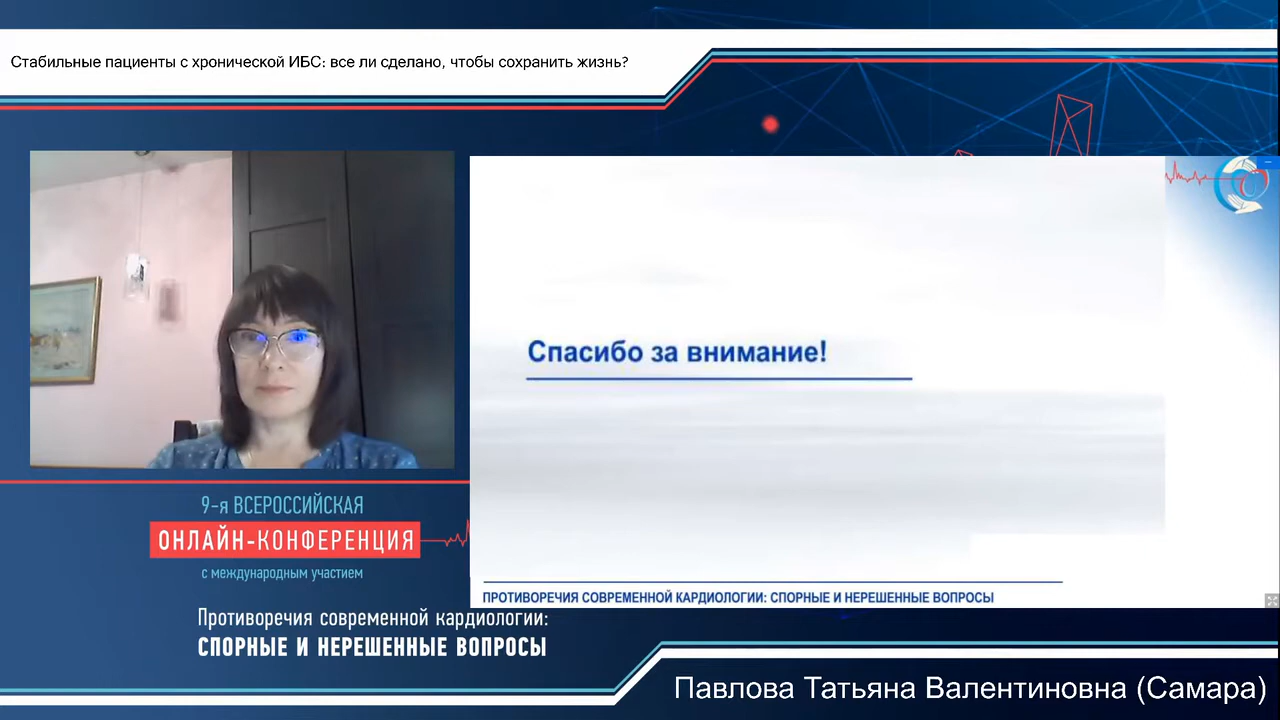 Стабильные пациенты с хронической ИБС: все ли сделано, чтобы сохранить жизнь?
Спасибо за внимание!
9-я ВСЕРОССИЙСКАЯ
ОНЛАЙН-КОНФЕРЕНЦИЯ
с международным участием
Противоречия современной кардиологии:
СПОРНЫЕ И НЕРЕШЕННЫЕ ВОПРОСЫ
ПРОТИВОРЕЧИЯ СОВРЕМЕННОЙ КАРДИОЛОГИИ: СПОРНЫЕ И НЕРЕШЕННЫЕ ВОПРОСЫ
Павлова Татьяна Валентиновна (Самара)